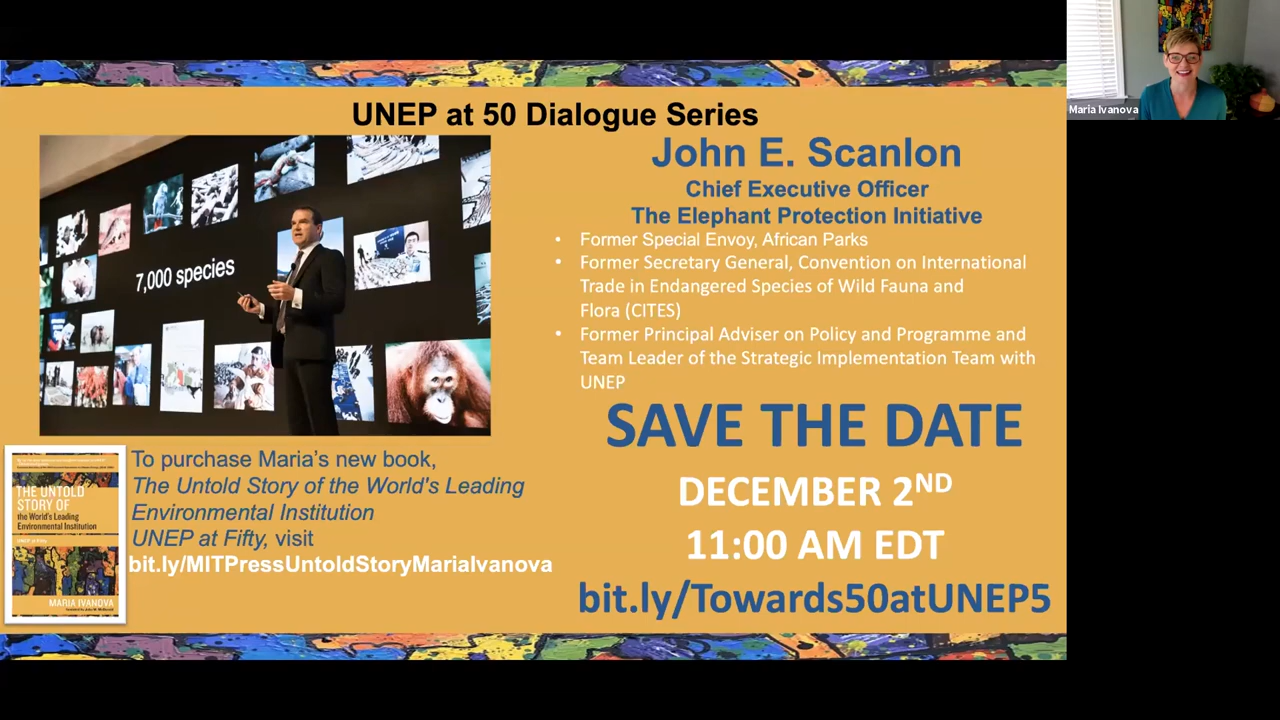 UNEP at 50 Dialogue Series
John E. Scanlon
Chief Executive Officer
The Elephant Protection Initiative
• Former Special Envoy, African Parks
• Former Secretary General, Convention on International
Trade in Endangered Species of Wild Fauna and
Flora (CITES)
• Former Principal Adviser on Policy and Programme and
Team Leader of the Strategic Implementation Team with
UNEP
SAVE THE DATE
DECEMBER 2ND
11:00 AM EDT
bit.ly/Towards50atUNEP5
7,000 species
To purchase Maria's new book,
The Untold Story of the World's Leading
Environmental Institution
UNEP at Fifty, visit
bit.ly/MITPressUntoldStoryMariaIvanova
THE UNTOLD
STORY OF
the World's Leading
Environmental Institution
UNEP at Fifty
MARIA IVANOVA
Maria Ivanova